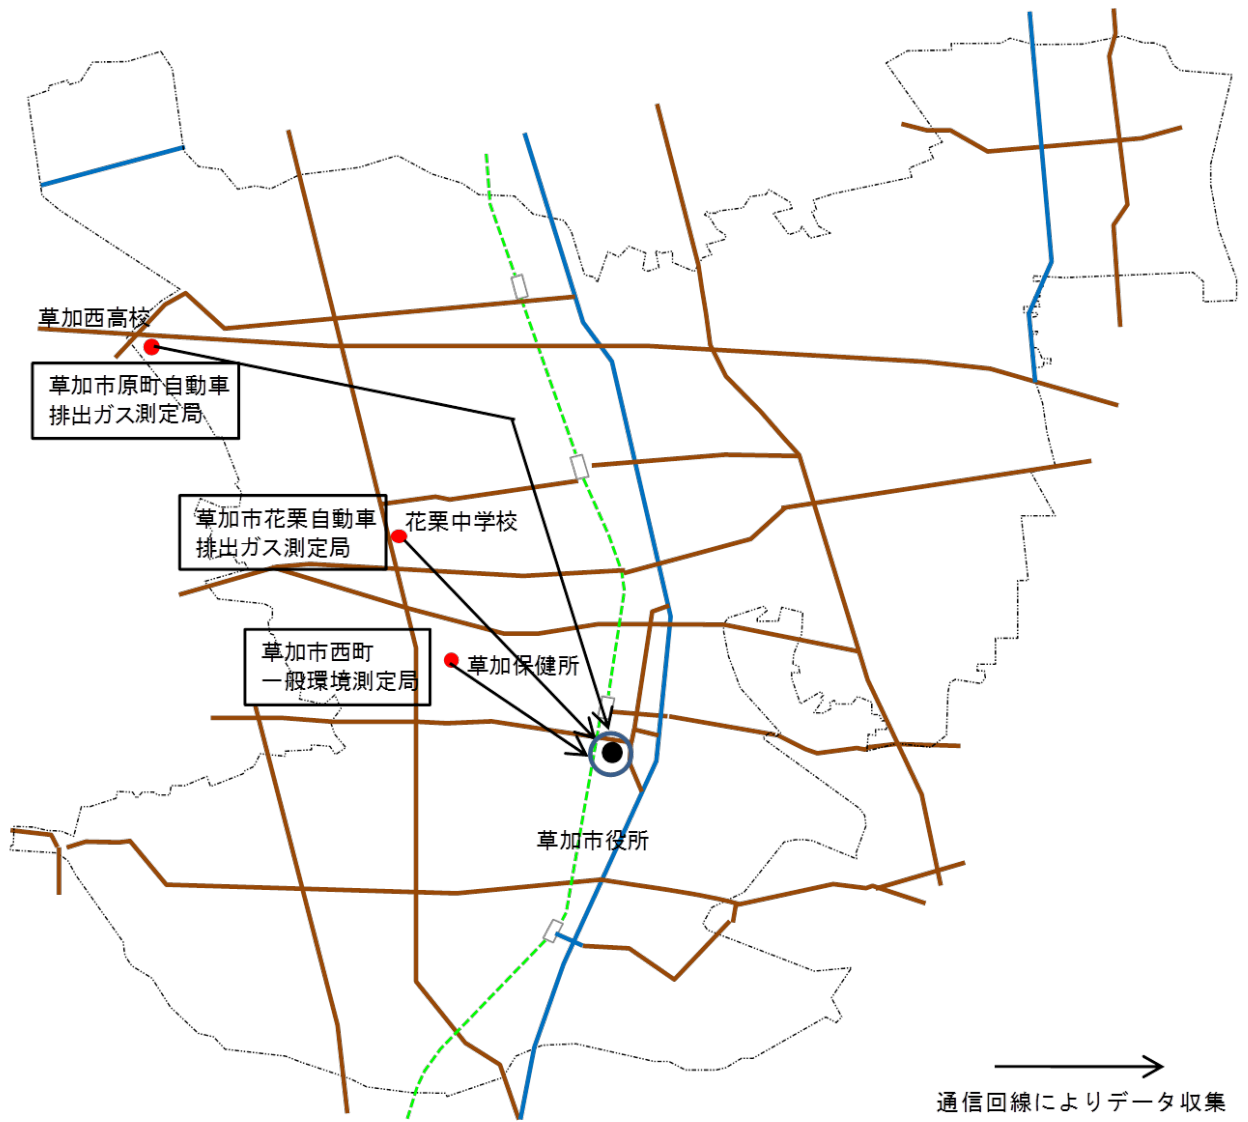 草加西高校
草加市原町自動車
排出ガス測定局
草加市花栗自動車
排出ガス測定局
花栗中学校
草加市西町
一般環境測定局
草加保健所
草加市役所
通信回線によりデータ収集